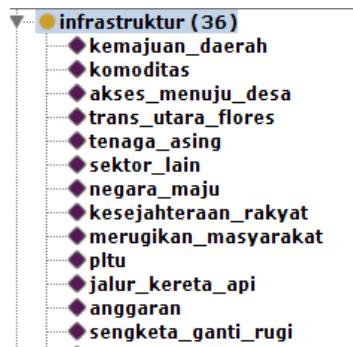 infrastruktur (36)
kemajuan_daerah
komoditas
akses_menuju_desa
trans_utara_flores
tenaga_asing
sektor_lain
negara_maju
kesejahteraan_rakyat
merugikan_masyarakat
pltu
jalur_kereta_api
anggaran
sengketa_ganti_rugi